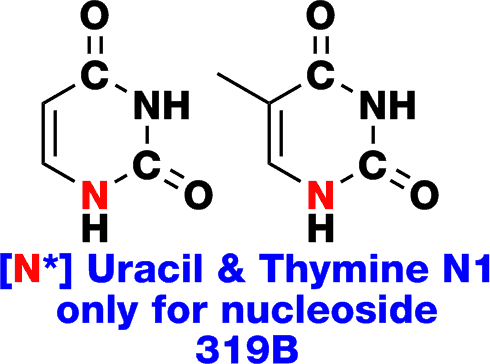 O O
C C
NH NH
C C
N O N O
H H
[N*] Uracil & Thymine N1
only for nucleoside
319B